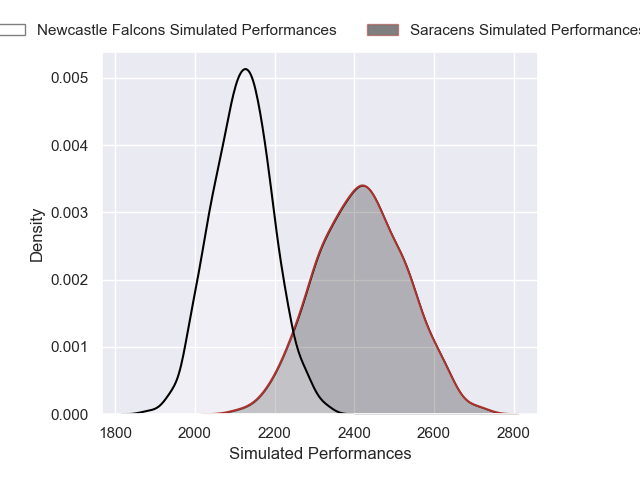 Newcastle Falcons Simulated Performances
Saracens Simulated Performances
0.005
0.004
0.003
0.002
0.001
0.000
Density
1800 2000 2200 2400 2600 2800
Simulated Performances